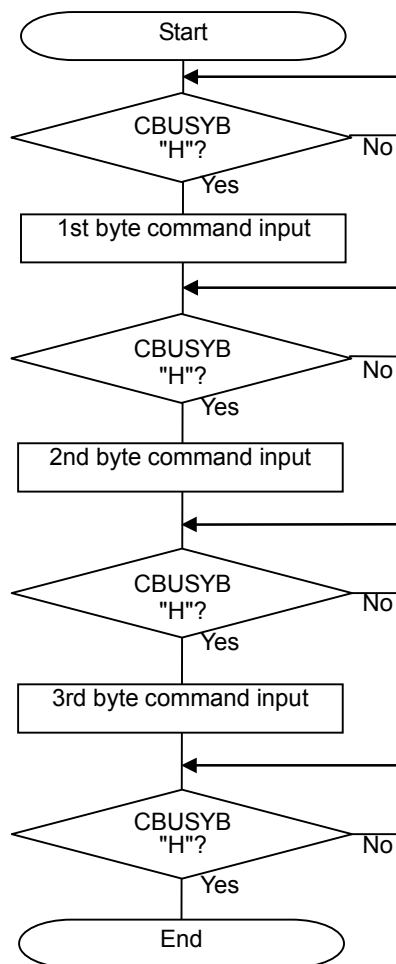 Start
CBUSYB
"H"?
No
Yes
1st byte command input
CBUSYB
"H"?
No
Yes
2nd byte command input
CBUSYB
"H"?
No
Yes
3rd byte command input
CBUSYB
"H"?
No
Yes
End